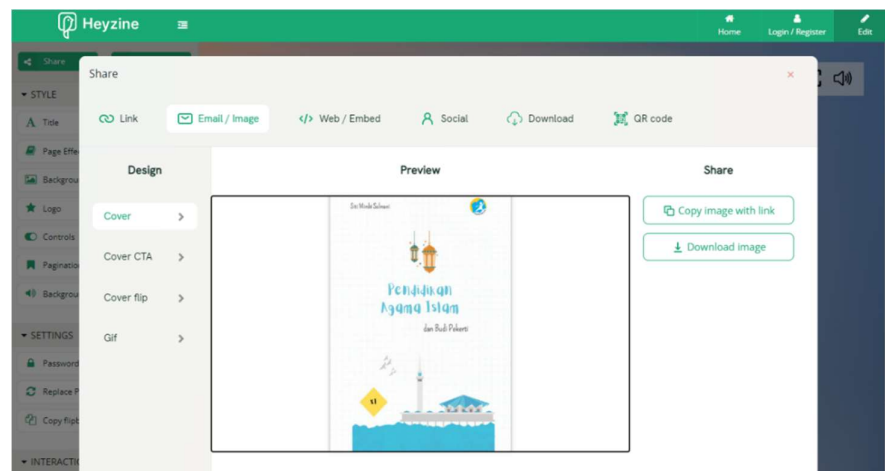 Heyzine
Home
Login / Register
Edit
Share
STYLE
Title
Page Effe
Backgrou
Logo
Controls
Paginatio
Backgrou
SETTINGS
Password
Replace P
Copy flipb
INTERACTI
Share
×
Link
Email / Image
</> Web / Embed
Social
Download
QR code
Design
Cover
Cover CTA
Cover flip
Gif
Preview
Pendidikan
Agama Islam
dan Budi Pekerti
Share
Copy image with link
Download image